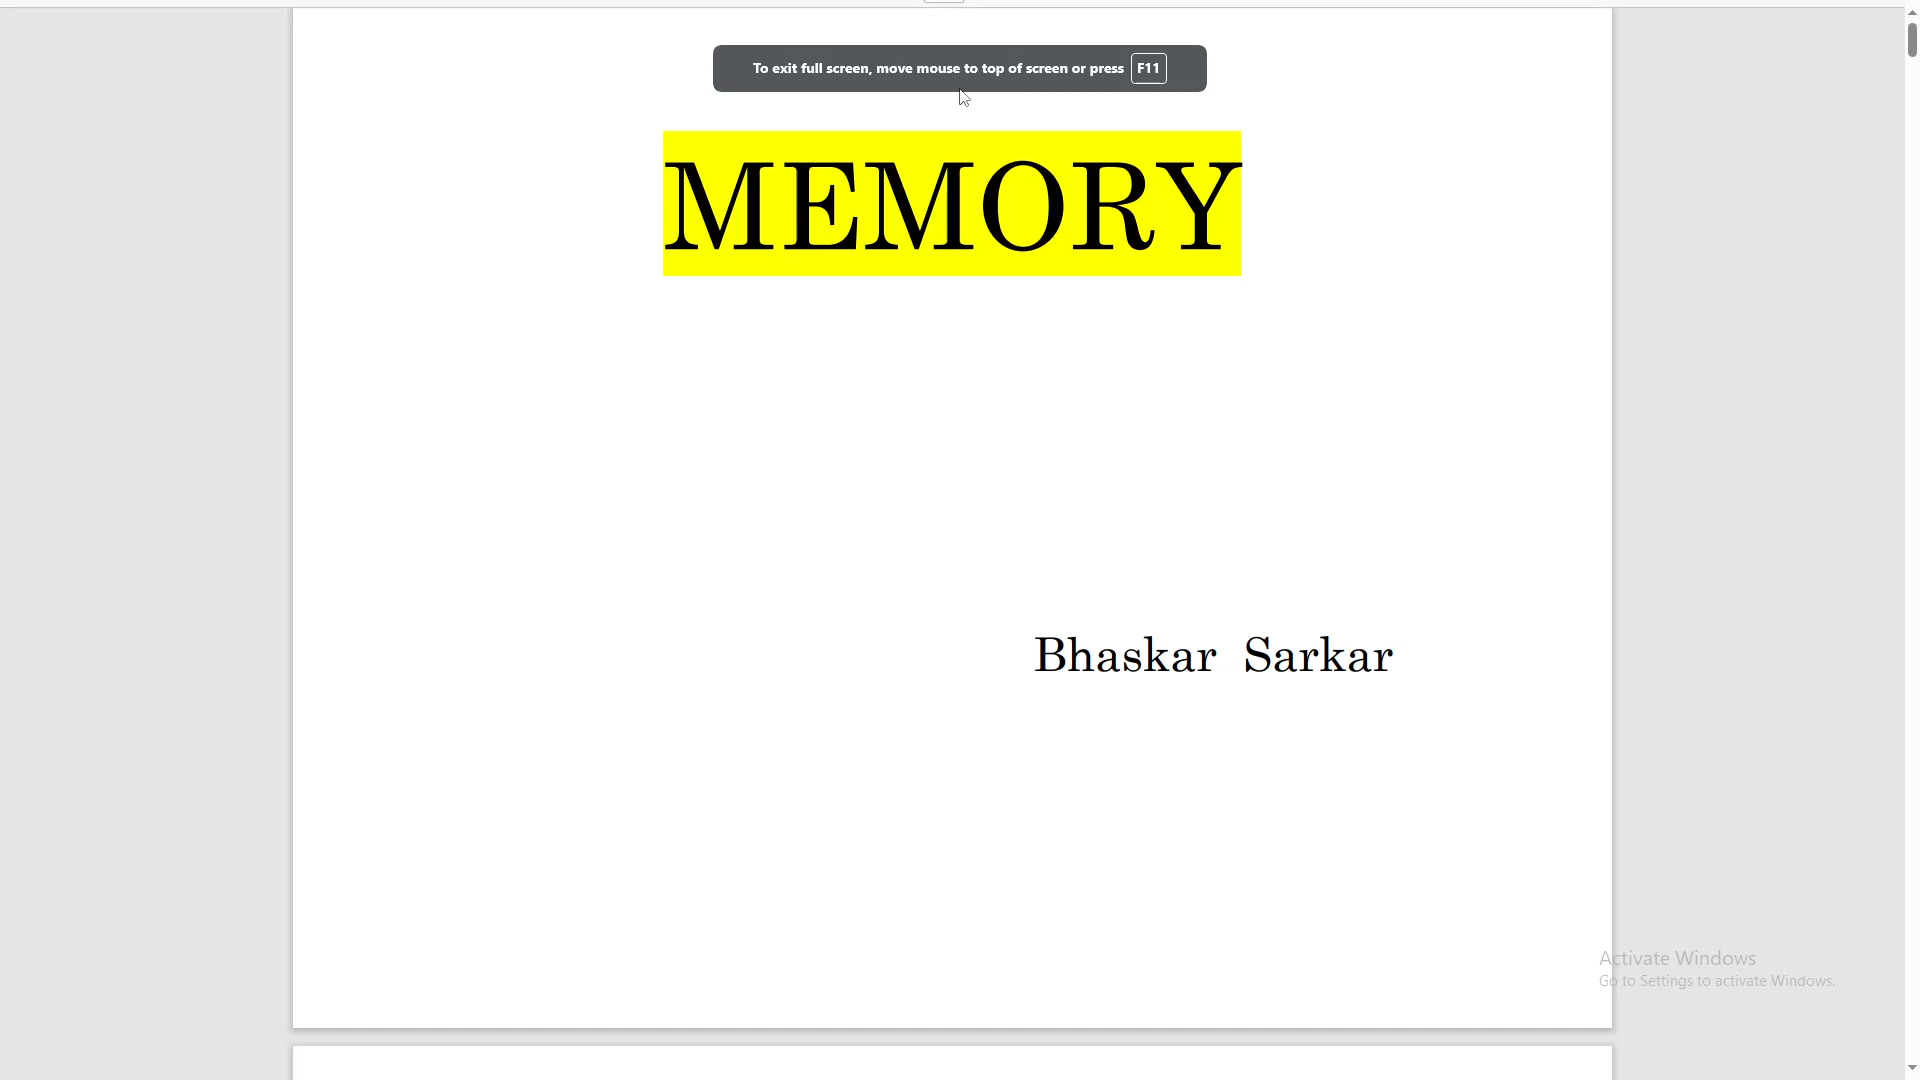 To exit full screen, move mouse to top of screen or press F11
MEMORY
Bhaskar Sarkar
Activate Windows
Go to Settings to activate Windows.